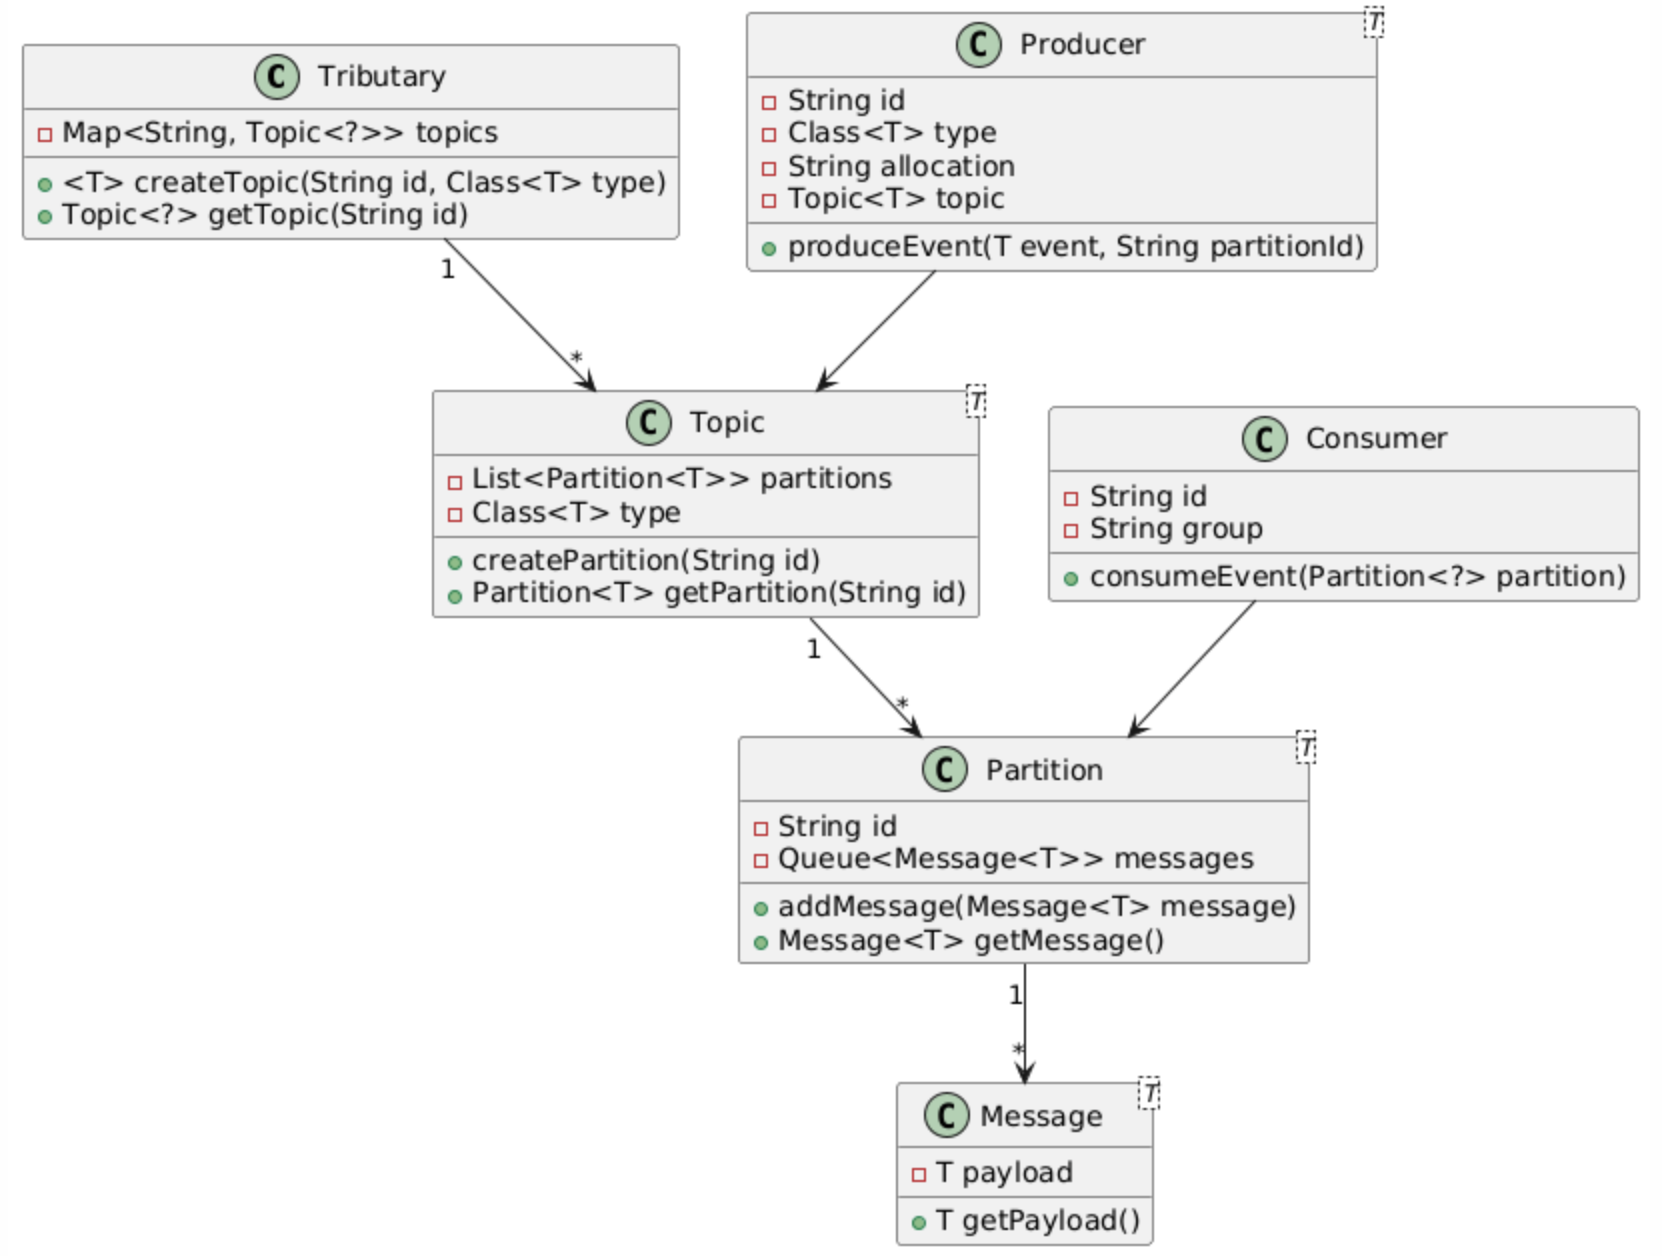 C Tributary
Map<String, Topic<?>> topics
<T> createTopic(String id, Class<T> type)
Topic<?> getTopic(String id)
T
C Producer
String id
Class<T> type
String allocation
Topic<T> topic
produceEvent(T event, String partitionId)
1
*
T
C Topic
List<Partition<T>> partitions
Class<T> type
createPartition(String id)
Partition<T> getPartition(String id)
C Consumer
String id
String group
consumeEvent(Partition<?> partition)
1
*
T
C Partition
String id
Queue<Message<T>> messages
addMessage(Message<T> message)
Message<T> getMessage()
1
*
T
C Message
T payload
T getPayload()